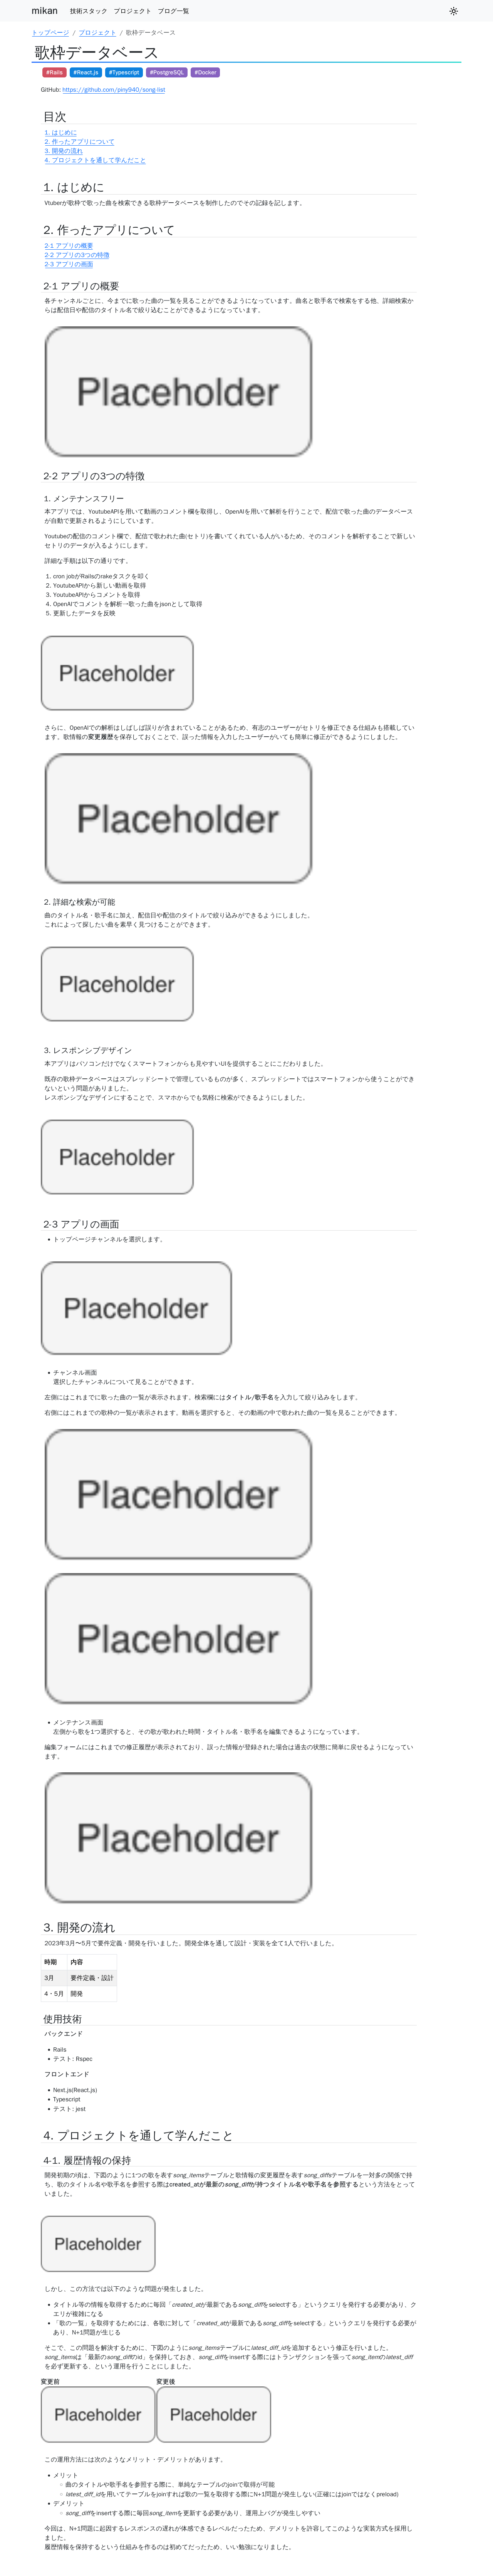 mikan 技術スタック プロジェクト ブログ一覧
トップページ / プロジェクト / 歌枠データベース
歌枠データベース
#Rails #React.js #Typescript #PostgreSQL #Docker
GitHub: https://github.com/piny940/song-list
目次
1. はじめに
2. 作ったアプリについて
3. 開発の流れ
4. プロジェクトを通して学んだこと
1. はじめに
Vtuberが歌枠で歌った曲を検索できる歌枠データベースを制作したのでその記録を記します。
2. 作ったアプリについて
2-1 アプリの概要
2-2 アプリの3つの特徴
2-3 アプリの画面
2-1 アプリの概要
各チャンネルごとに、今までに歌った曲の一覧を見ることができるようになっています。曲名と歌手名で検索をする他、詳細検索か
らは配信日や配信のタイトル名で絞り込むことができるようになっています。
Placeholder
2-2 アプリの3つの特徴
1. メンテナンスフリー
本アプリでは、YoutubeAPIを用いて動画のコメント欄を取得し、OpenAIを用いて解析を行うことで、配信で歌った曲のデータベース
が自動で更新されるようにしています。
Youtubeの配信のコメント欄で、配信で歌われた曲(セトリ)を書いてくれている人がいるため、そのコメントを解析することで新しい
セトリのデータが入るようにします。
詳細な手順は以下の通りです。
1. cron jobがRailsのrakeタスクを叩く
2. YoutubeAPIから新しい動画を取得
3. YoutubeAPIからコメントを取得
4. OpenAIでコメントを解析→歌った曲をjsonとして取得
5. 更新したデータを反映
Placeholder
さらに、OpenAIでの解析はしばしば誤りが含まれていることがあるため、有志のユーザーがセトリを修正できる仕組みも搭載してい
ます。歌情報の変更履歴を保存しておくことで、誤った情報を入力したユーザーがいても簡単に修正ができるようにしました。
Placeholder
2. 詳細な検索が可能
曲のタイトル名・歌手名に加え、配信日や配信のタイトルで絞り込みができるようにしました。
これによって探したい曲を素早く見つけることができます。
Placeholder
3. レスポンシブデザイン
本アプリはパソコンだけでなくスマートフォンからも見やすいUIを提供することにこだわりました。
既存の歌枠データベースはスプレッドシートで管理しているものが多く、スプレッドシートではスマートフォンから使うことができ
ないという問題がありました。
レスポンシブなデザインにすることで、スマホからでも気軽に検索ができるようにしました。
Placeholder
2-3 アプリの画面
トップページチャンネルを選択します。
Placeholder
チャンネル画面
選択したチャンネルについて見ることができます。
左側にはこれまでに歌った曲の一覧が表示されます。検索欄にはタイトル/歌手名を入力して絞り込みをします。
右側にはこれまでの歌枠の一覧が表示されます。動画を選択すると、その動画の中で歌われた曲の一覧を見ることができます。
Placeholder
Placeholder
メンテナンス画面
左側から歌を1つ選択すると、その歌が歌われた時間・タイトル名・歌手名を編集できるようになっています。
編集フォームにはこれまでの修正履歴が表示されており、誤った情報が登録された場合は過去の状態に簡単に戻せるようになってい
ます。
Placeholder
3. 開発の流れ
2023年3月〜5月で要件定義・開発を行いました。開発全体を通して設計・実装を全て1人で行いました。
時期 内容
3月 要件定義・設計
4・5月 開発
使用技術
バックエンド
Rails
テスト: Rspec
フロントエンド
Next.js(React.js)
Typescript
テスト: jest
4. プロジェクトを通して学んだこと
4-1. 履歴情報の保持
開発初期の頃は、下図のように1つの歌を表すsong_itemsテーブルと歌情報の変更履歴を表すsong_diffsテーブルを一対多の関係で持
ち、歌のタイトル名や歌手名を参照する際はcreated_atが最新のsong_diffが持つタイトル名や歌手名を参照するという方法をとって
いました。
Placeholder
しかし、この方法では以下のような問題が発生しました。
タイトル等の情報を取得するために毎回「created_atが最新であるsong_diffをselectする」というクエリを発行する必要があり、ク
エリが複雑になる
「歌の一覧」を取得するためには、各歌に対して「created_atが最新であるsong_diffをselectする」というクエリを発行する必要が
あり、N+1問題が生じる
そこで、この問題を解決するために、下図のようにsong_itemsテーブルにlatest_diff_idを追加するという修正を行いました。
song_itemsは「最新のsong_diffのid」を保持しておき、song_diffをinsertする際にはトランザクションを張ってsong_itemのlatest_diff
を必ず更新する、という運用を行うことにしました。
変更前 変更後
Placeholder Placeholder
この運用方法には次のようなメリット・デメリットがあります。
メリット
曲のタイトルや歌手名を参照する際に、単純なテーブルのjoinで取得が可能
latest_diff_idを用いてテーブルをjoinすれば歌の一覧を取得する際にN+1問題が発生しない(正確にはjoinではなくpreload)
デメリット
song_diffをinsertする際に毎回song_itemを更新する必要があり、運用上バグが発生しやすい
今回は、N+1問題に起因するレスポンスの遅れが体感できるレベルだったため、デメリットを許容してこのような実装方式を採用し
ました。
履歴情報を保持するという仕組みを作るのは初めてだったため、いい勉強になりました。